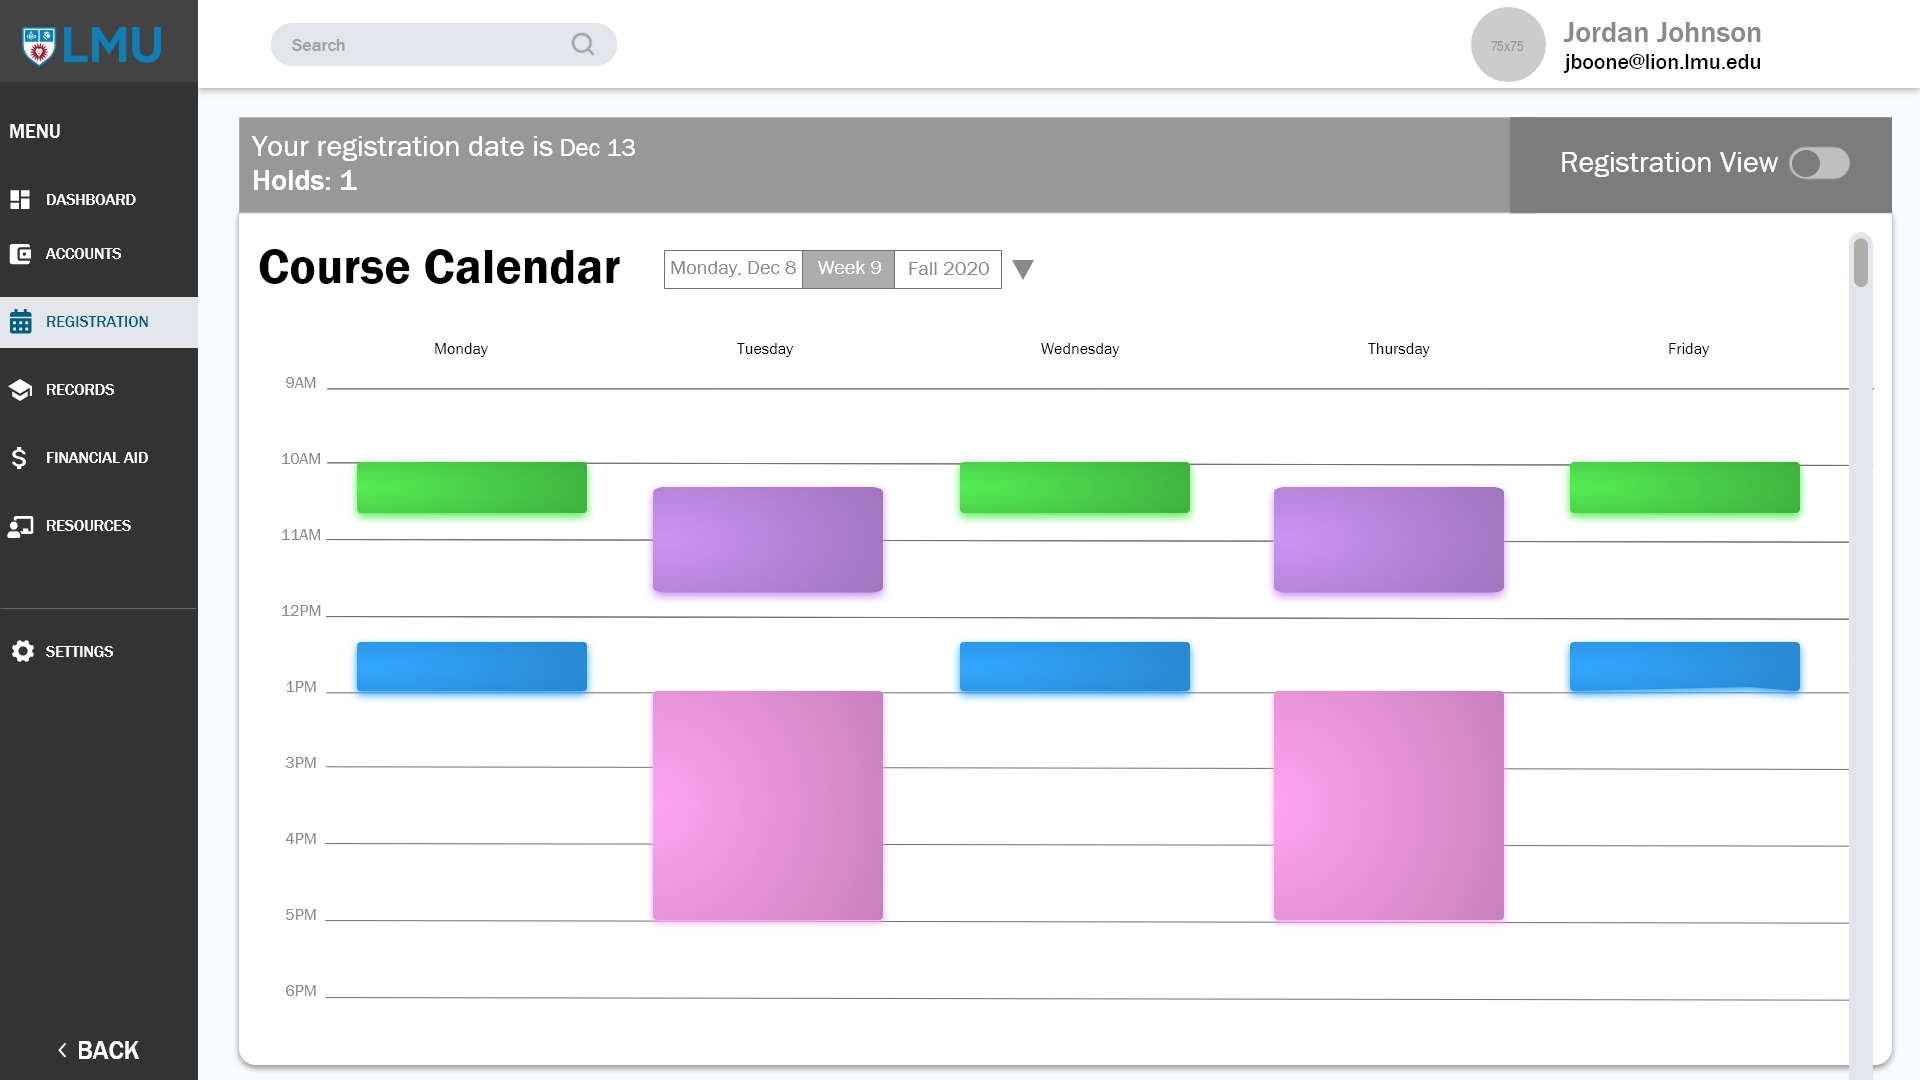 LMU
Search
75x75
Jordan Johnson
jboone@lion.lmu.edu
MENU
DASHBOARD
ACCOUNTS
REGISTRATION
RECORDS
FINANCIAL AID
RESOURCES
SETTINGS
BACK
Your registration date is Dec 13
Holds: 1
Registration View
Course Calendar
Monday, Dec 8
Week 9
Fall 2020
Monday
Tuesday
Wednesday
Thursday
Friday
9AM
10AM
11AM
12PM
1PM
3PM
4PM
5PM
6PM